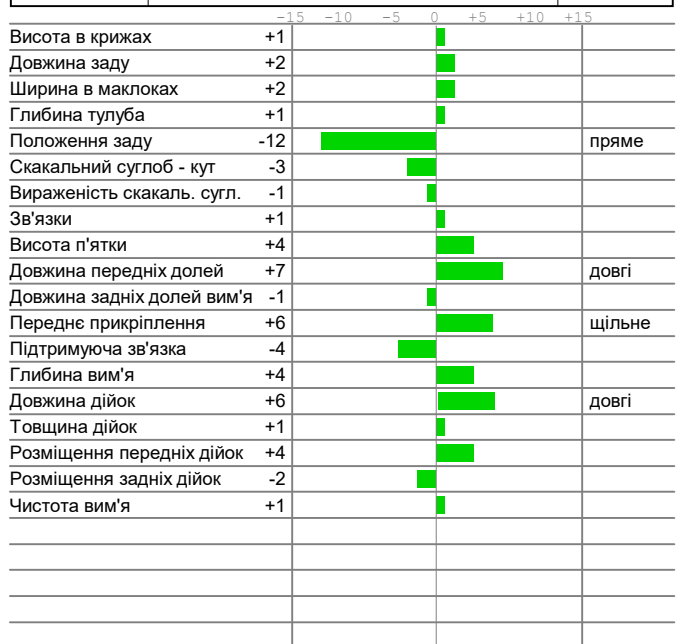 -15 -10 -5 0 +5 +10 +15
Висота в крижах +1
Довжина заду +2
Ширина в маклоках +2
Глибина тулуба +1
Положення заду -12 пряме
Скакальний суглоб - кут -3
Вираженість скакаль. сугл. -1
Зв'язки +1
Висота п'ятки +4
Довжина передніх долей +7 довгі
Довжина задніх долей вим'я -1
Переднє прикріплення +6 щільне
Підтримуюча зв'язка -4
Глибина вим'я +4
Довжина дійок +6 довгі
Товщина дійок +1
Розміщення передніх дійок +4
Розміщення задніх дійок -2
Чистота вим'я +1